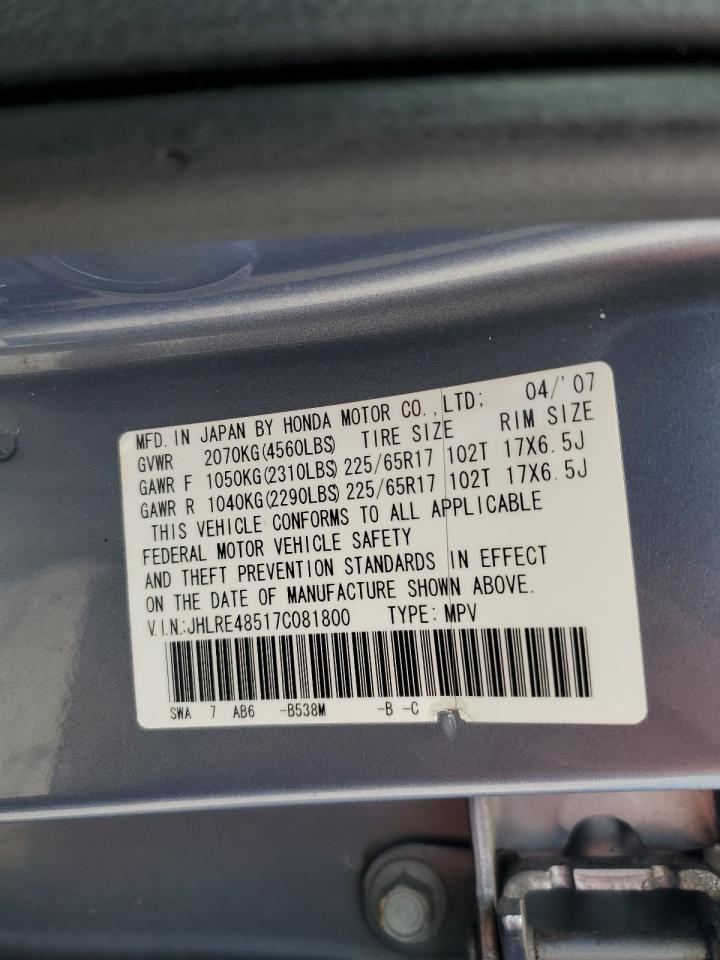 MFD. IN JAPAN BY HONDA MOTOR CO.,LTD; 04/'07
GVWR 2070KG(4560LBS) TIRE SIZE RIM SIZE
GAWR F 1050KG(2310LBS) 225/65R17 102T 17X6.5J
GAWR R 1040KG(2290LBS) 225/65R17 102T 17X6.5J
THIS VEHICLE CONFORMS TO ALL APPLICABLE
FEDERAL MOTOR VEHICLE SAFETY
AND THEFT PREVENTION STANDARDS IN EFFECT
ON THE DATE OF MANUFACTURE SHOWN ABOVE.
V.I.N.:JHLRE48517C081800 TYPE: MPV
SWA 7 AB6 -B538M -B -C